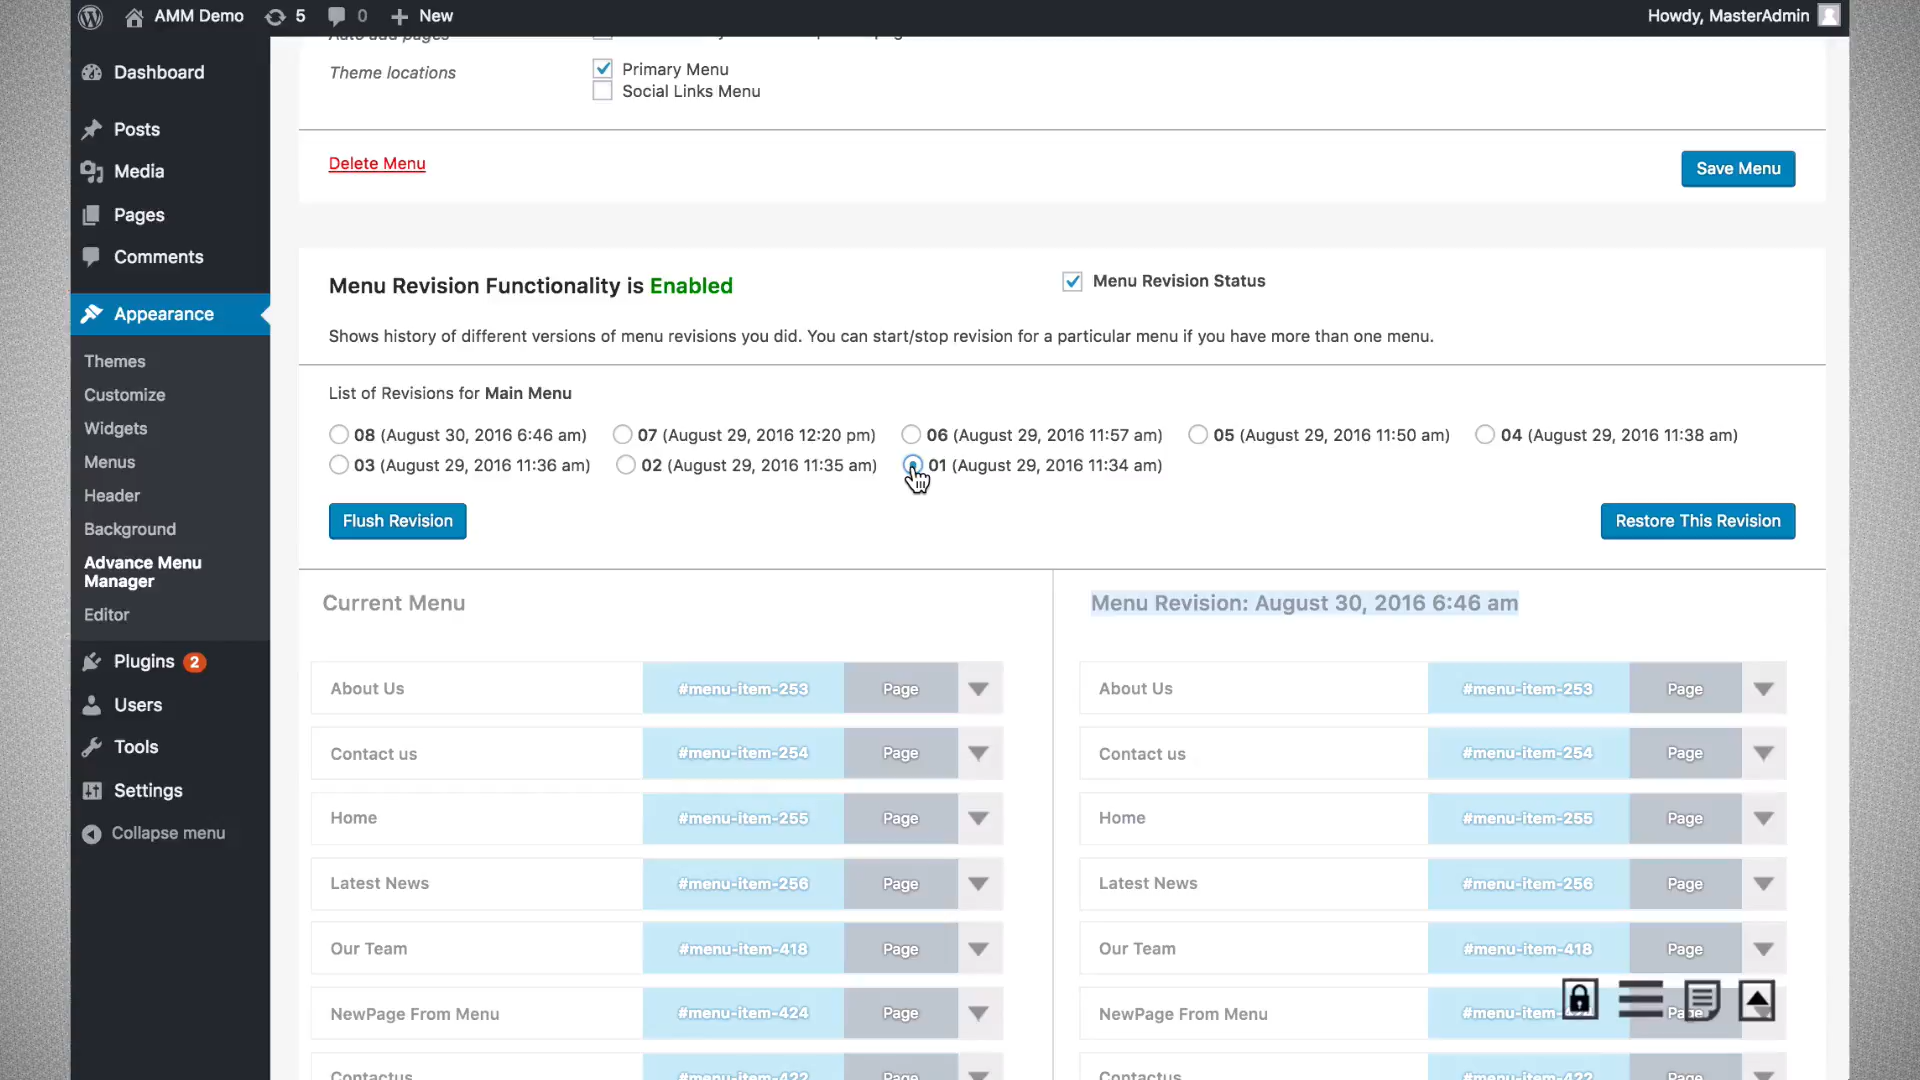 AMM Demo 5 0 New Howdy, MasterAdmin
Auto add pages
Dashboard
Theme locations
Primary Menu
Social Links Menu
Posts
Media
Pages
Comments
Delete Menu
Save Menu
Menu Revision Functionality is Enabled
Menu Revision Status
Shows history of different versions of menu revisions you did. You can start/stop revision for a particular menu if you have more than one menu.
Appearance
Themes
Customize
Widgets
Menus
Header
Background
Advance Menu
Manager
Editor
Plugins 2
Users
Tools
Settings
Collapse menu
List of Revisions for Main Menu
08 (August 30, 2016 6:46 am) 07 (August 29, 2016 12:20 pm) 06 (August 29, 2016 11:57 am) 05 (August 29, 2016 11:50 am) 04 (August 29, 2016 11:38 am)
03 (August 29, 2016 11:36 am) 02 (August 29, 2016 11:35 am) 01 (August 29, 2016 11:34 am)
Flush Revision
Restore This Revision
Current Menu
About Us #menu-item-253 Page
Contact us #menu-item-254 Page
Home #menu-item-255 Page
Latest News #menu-item-256 Page
Our Team #menu-item-418 Page
NewPage From Menu #menu-item-424 Page
Contactus #menu-item-422 Page
Menu Revision: August 30, 2016 6:46 am
About Us #menu-item-253 Page
Contact us #menu-item-254 Page
Home #menu-item-255 Page
Latest News #menu-item-256 Page
Our Team #menu-item-418 Page
NewPage From Menu
Contactus #menu-item-422 Page